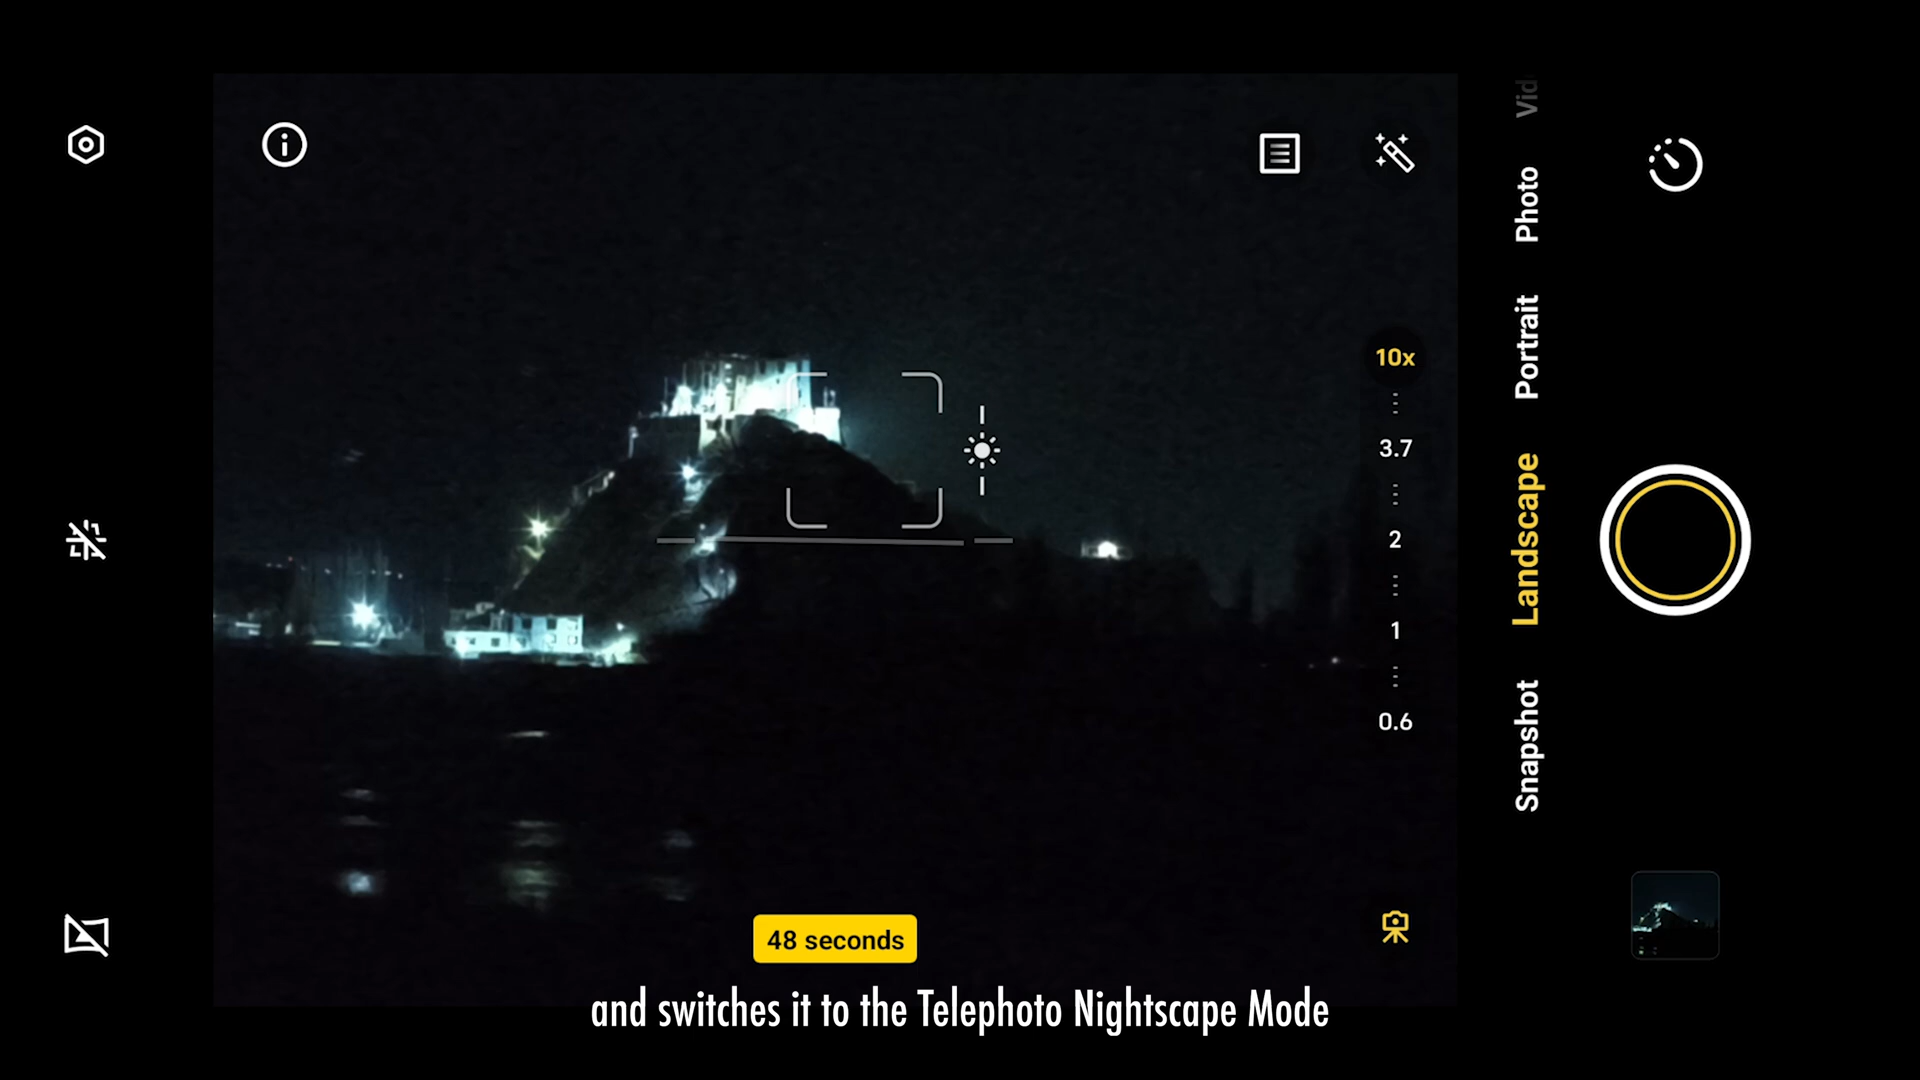 Vid
Photo
Portrait
Landscape
Snapshot
10x
3.7
2
1
0.6
48 seconds
and switches it to the Telephoto Nightscape Mode